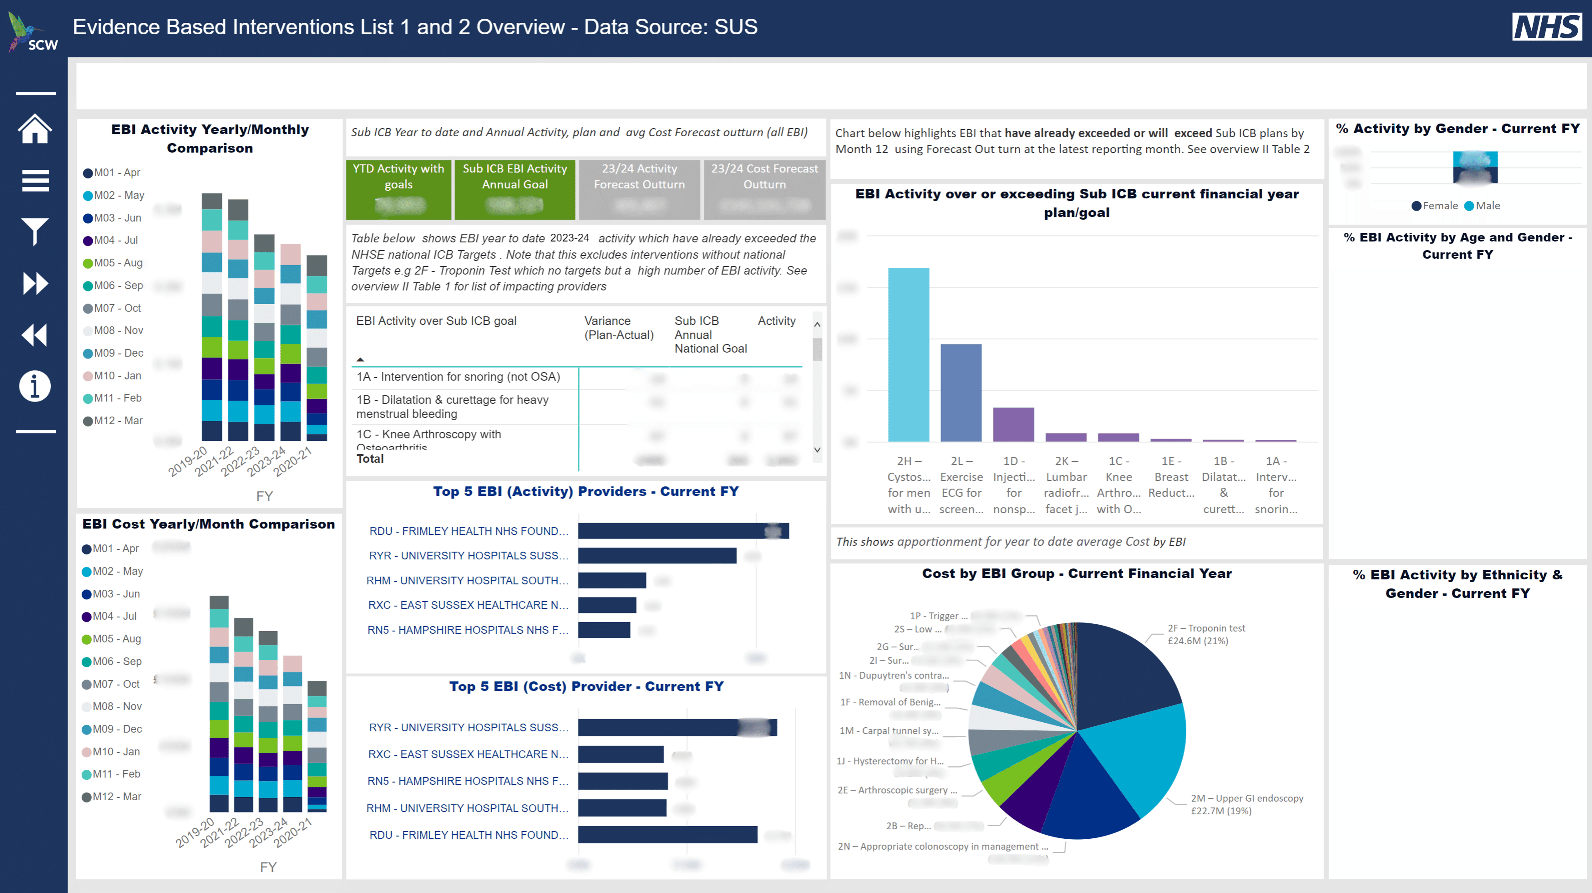 SCW
Evidence Based Interventions List 1 and 2 Overview - Data Source: SUS
NHS
EBI Activity Yearly/Monthly
Comparison
M01 - Apr
M02 - May
M03 - Jun
M04 - Jul
M05 - Aug
M06 - Sep
M07 - Oct
M08 - Nov
M09 - Dec
M10 - Jan
M11 - Feb
M12 - Mar
2019-20
2021-22
2022-23
2023-24
2020-21
FY
EBI Cost Yearly/Month Comparison
M01 - Apr
M02 - May
M03 - Jun
M04 - Jul
M05 - Aug
M06 - Sep
M07 - Oct
M08 - Nov
M09 - Dec
M10 - Jan
M11 - Feb
M12 - Mar
2019-20
2021-22
2022-23
2023-24
2020-21
FY
Sub ICB Year to date and Annual Activity, plan and avg Cost Forecast outturn (all EBI)
YTD Activity with
goals
Sub ICB EBI Activity
Annual Goal
23/24 Activity
Forecast Outturn
23/24 Cost Forecast
Outturn
Table below shows EBI year to date 2023-24 activity which have already exceeded the
NHSE national ICB Targets . Note that this excludes interventions without national
Targets e.g 2F - Troponin Test which no targets but a high number of EBI activity. See
overview II Table 1 for list of impacting providers
EBI Activity over Sub ICB goal
Variance
(Plan-Actual)
Sub ICB
Annual
National Goal
Activity
1A - Intervention for snoring (not OSA)
1B - Dilatation & curettage for heavy
menstrual bleeding
1C - Knee Arthroscopy with
Osteoarthritis
Total
Top 5 EBI (Activity) Providers - Current FY
RDU - FRIMLEY HEALTH NHS FOUND...
RYR - UNIVERSITY HOSPITALS SUSS...
RHM - UNIVERSITY HOSPITAL SOUTH...
RXC - EAST SUSSEX HEALTHCARE N...
RN5 - HAMPSHIRE HOSPITALS NHS F...
Top 5 EBI (Cost) Provider - Current FY
RYR - UNIVERSITY HOSPITALS SUSS...
RXC - EAST SUSSEX HEALTHCARE N...
RN5 - HAMPSHIRE HOSPITALS NHS F...
RHM - UNIVERSITY HOSPITAL SOUTH...
RDU - FRIMLEY HEALTH NHS FOUND...
Chart below highlights EBI that have already exceeded or will exceed Sub ICB plans by
Month 12 using Forecast Out turn at the latest reporting month. See overview II Table 2
EBI Activity over or exceeding Sub ICB current financial year
plan/goal
2H –
Cystos...
for men
with u...
2L –
Exercise
ECG for
screen...
1D -
Injecti...
for
nonsp...
2K –
Lumbar
radiofr...
facet j...
1C -
Knee
Arthro...
with O...
1E -
Breast
Reduct...
1B -
Dilatat...
&
curett...
1A -
Interv...
for
snorin...
This shows apportionment for year to date average Cost by EBI
Cost by EBI Group - Current Financial Year
1P - Trigger ...
2S – Low ...
2G – Sur...
2I – Sur...
1N - Dupuytren's contra...
1F - Removal of Benig...
1M - Carpal tunnel sy...
1J - Hysterectomy for H...
2E – Arthroscopic surgery ...
2B – Rep...
2N – Appropriate colonoscopy in management ...
2F – Troponin test
£24.6M (21%)
2M – Upper GI endoscopy
£22.7M (19%)
% Activity by Gender - Current FY
Female
Male
% EBI Activity by Age and Gender -
Current FY
% EBI Activity by Ethnicity &
Gender - Current FY